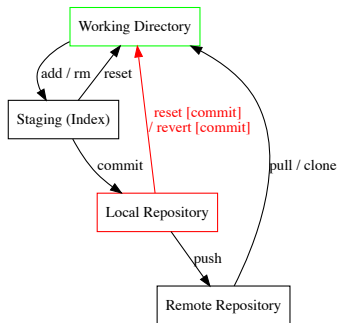 Working Directory
add / rm
reset
reset [commit]
/ revert [commit]
Staging (Index)
commit
pull / clone
Local Repository
push
Remote Repository